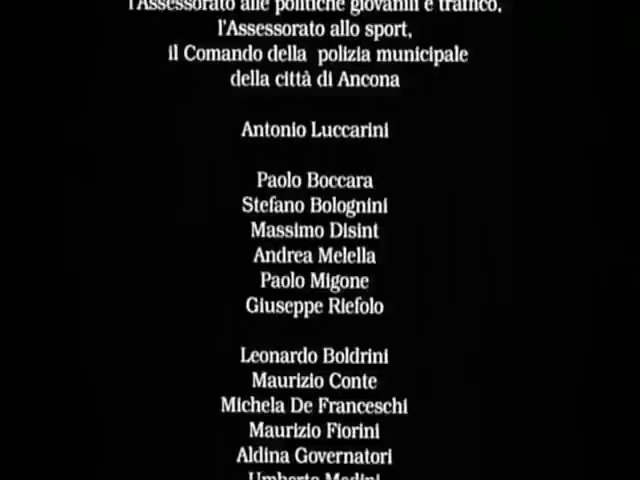 l'Assessorato alle politiche giovanili e traffico,
l'Assessorato allo sport,
il Comando della polizia municipale
della città di Ancona
Antonio Luccarini
Paolo Boccara
Stefano Bolognini
Massimo Disint
Andrea Melella
Paolo Migone
Giuseppe Riefolo
Leonardo Boldrini
Maurizio Conte
Michela De Franceschi
Maurizio Fiorini
Aldina Governatori
Umberto Medini